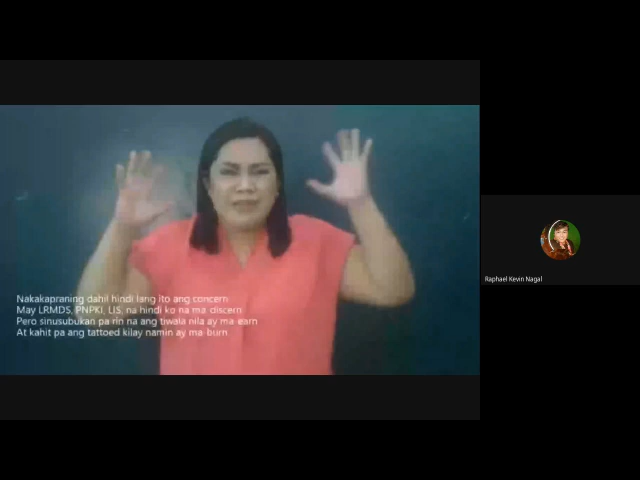 Nakakapraning dahil hindi lang ito ang concern
May LRMDS, PNPKI, LIS, na hindi ko na ma-discern
Pero sinusubukan pa rin na ang tiwala nila ay ma-earn
At kahit pa ang tattoed kilay namin ay ma-burn
Raphael Kevin Nagal